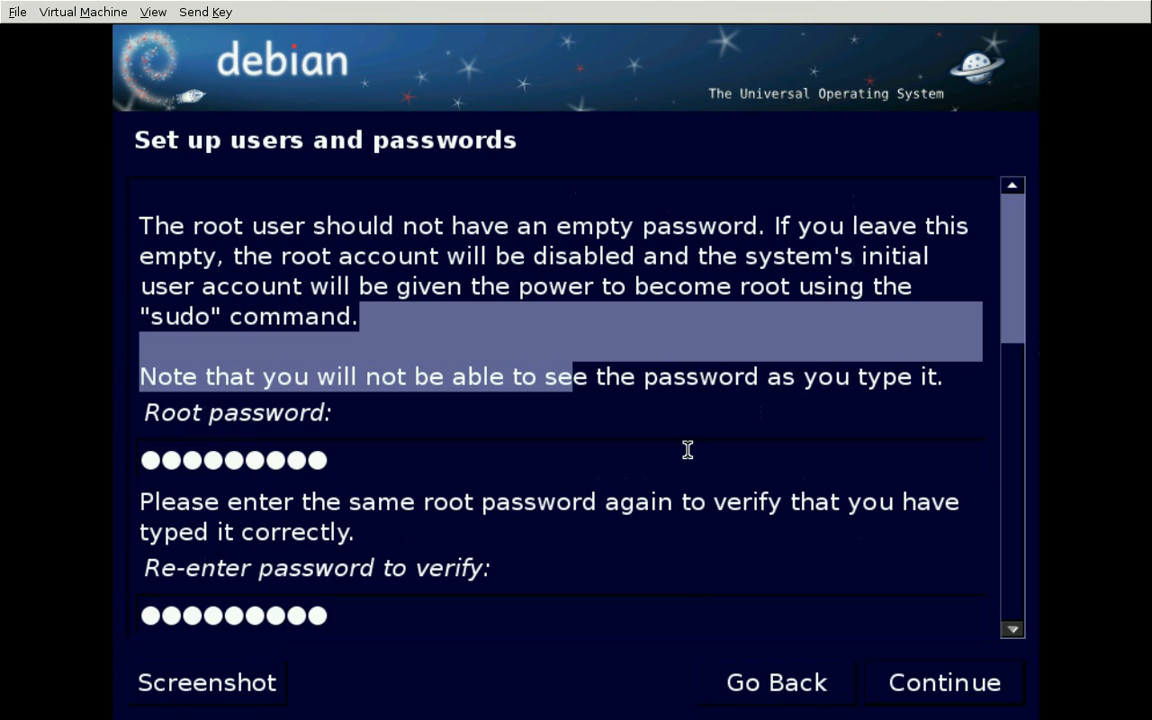 File Virtual Machine View Send Key
debian
The Universal Operating System
Set up users and passwords
The root user should not have an empty password. If you leave this
empty, the root account will be disabled and the system's initial
user account will be given the power to become root using the
"sudo" command.
Note that you will not be able to see the password as you type it.
Root password:
●●●●●●●●●
Please enter the same root password again to verify that you have
typed it correctly.
Re-enter password to verify:
●●●●●●●●●
Screenshot Go Back Continue